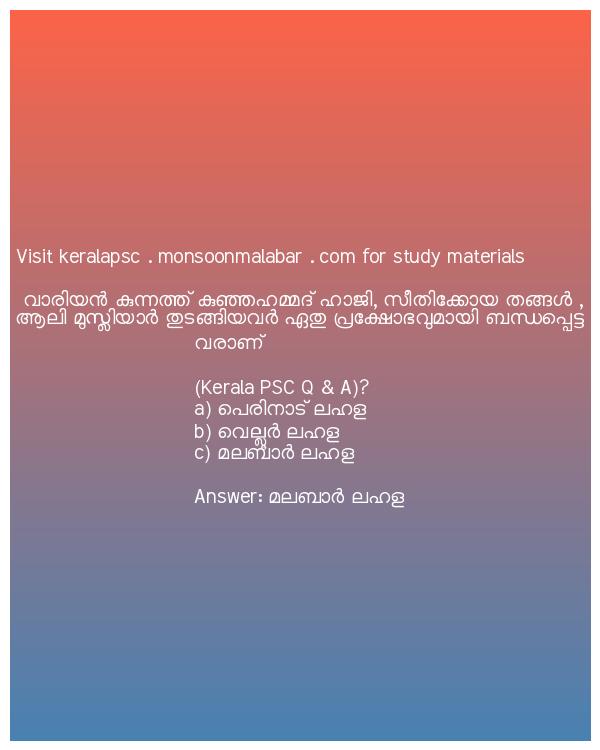 Visit keralapsc . monsoonmalabar . com for study materials
വാരിയൻ കുന്നത്ത് കുഞ്ഞഹമ്മദ് ഹാജി, സീതിക്കോയ തങ്ങൾ ,
ആലി മുസ്ലിയാർ തുടങ്ങിയവർ ഏതു പ്രക്ഷോഭവുമായി ബന്ധപ്പെട്ട
വരാണ്
(Kerala PSC Q & A)?
a) പെരിനാട് ലഹള
b) വെല്ലൂർ ലഹള
c) മലബാർ ലഹള
Answer: മലബാർ ലഹള